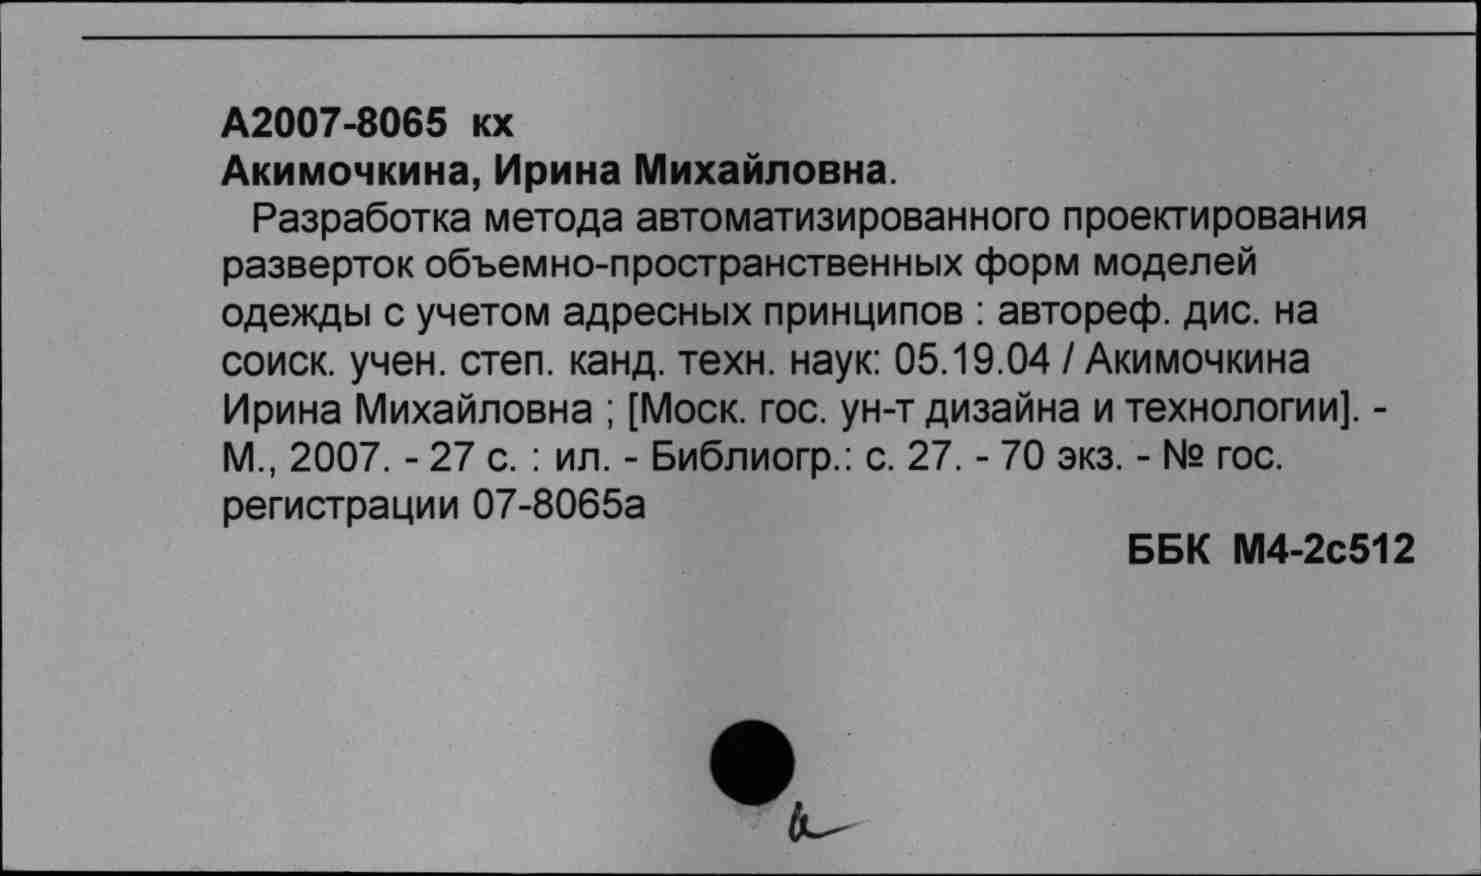 А2007-8065 кх
Акимочкина, Ирина Михайловна.
Разработка метода автоматизированного проектирования
разверток объемно-пространственных форм моделей
одежды с учетом адресных принципов : автореф. дис. на
соиск. учен. степ. канд. техн. наук: 05.19.04 / Акимочкина
Ирина Михайловна ; [Моск. гос. ун-т дизайна и технологии]. -
М., 2007. - 27 с. : ил. - Библиогр.: с. 27. - 70 экз. - № гос.
регистрации 07-8065а
ББК М4-2с512